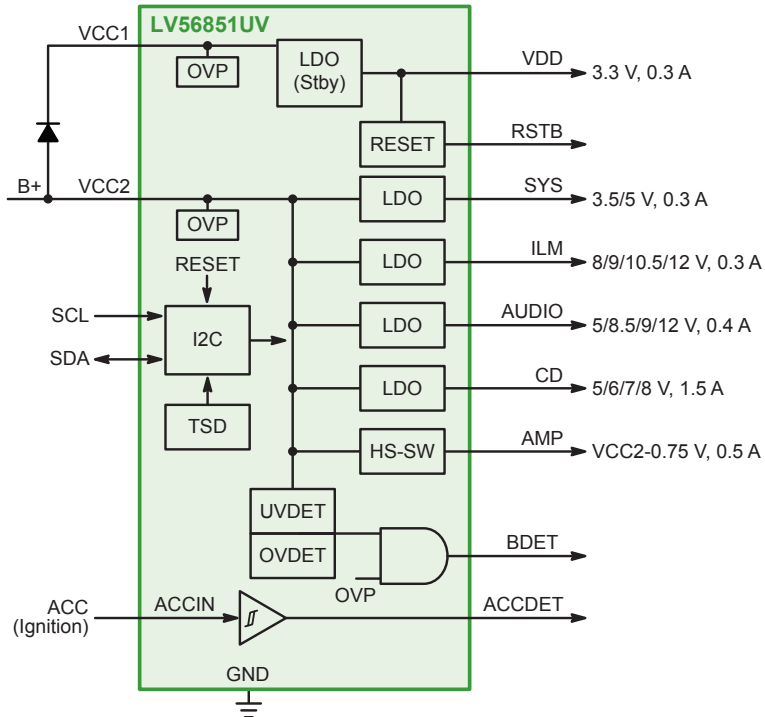 LV56851UV
VCC1
OVP
LDO
(Stby)
VDD
3.3 V, 0.3 A
RESET
RSTB
B+
VCC2
OVP
LDO
SYS
3.5/5 V, 0.3 A
RESET
LDO
ILM
8/9/10.5/12 V, 0.3 A
SCL
SDA
I2C
LDO
AUDIO
5/8.5/9/12 V, 0.4 A
TSD
LDO
CD
5/6/7/8 V, 1.5 A
HS-SW
AMP
VCC2-0.75 V, 0.5 A
UVDET
OVDET
OVP
BDET
ACC
(Ignition)
ACCIN
ACCDET
GND